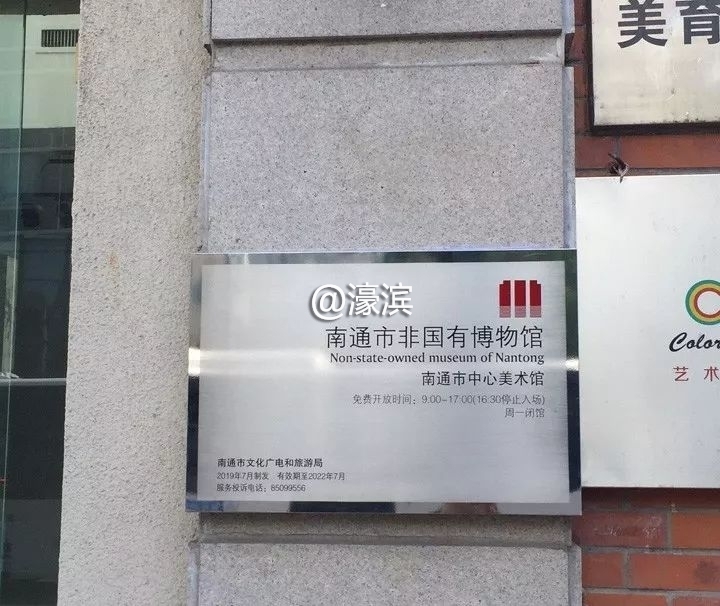 美育
@濠滨
南通市非国有博物馆
Non-state-owned museum of Nantong
南通市中心美术馆
免费开放时间：9:00-17:00(16:30停止入场)
周一闭馆
Color
艺术
南通市文化广电和旅游局
2019年7月制发 有效期至2022年7月
服务投诉电话：85099556